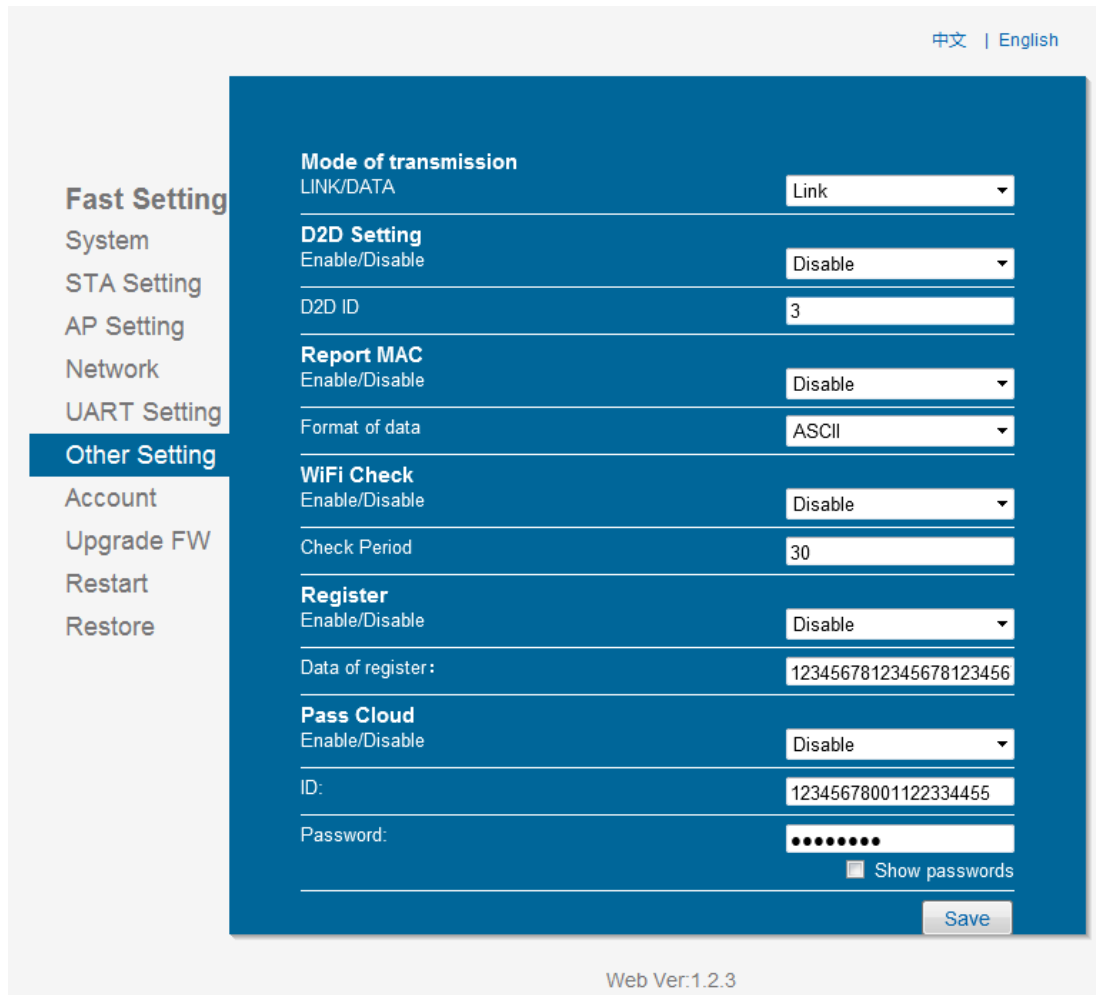 中文 | English
Fast Setting
System
STA Setting
AP Setting
Network
UART Setting
Other Setting
Account
Upgrade FW
Restart
Restore
Mode of transmission
LINK/DATA Link
D2D Setting
Enable/Disable Disable
D2D ID 3
Report MAC
Enable/Disable Disable
Format of data ASCII
WiFi Check
Enable/Disable Disable
Check Period 30
Register
Enable/Disable Disable
Data of register： 1234567812345678123456
Pass Cloud
Enable/Disable Disable
ID: 12345678001122334455
Password: ●●●●●●●●
Show passwords
Save
Web Ver:1.2.3